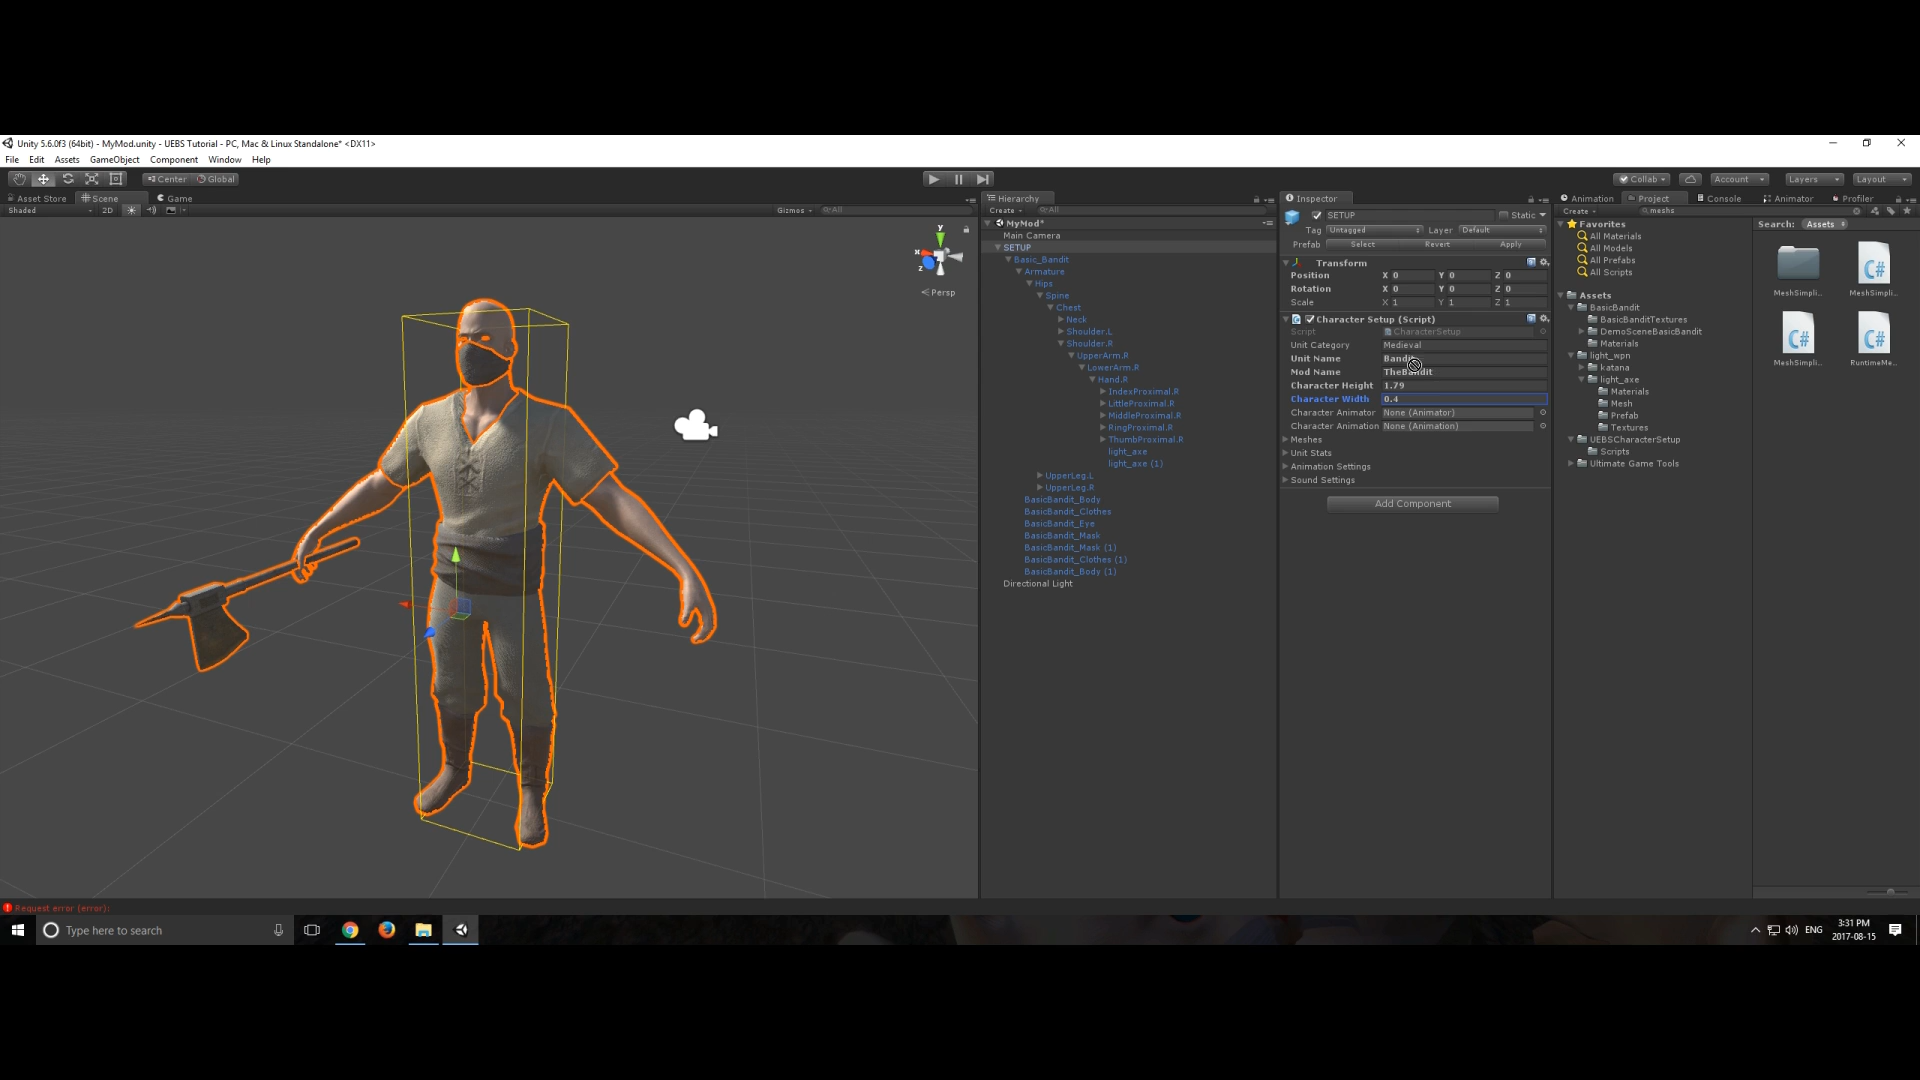 Unity 5.6.0f3 (64bit) - MyMod.unity - UEBS Tutorial - PC, Mac & Linux Standalone* <DX11>
File Edit Assets GameObject Component Window Help
Center Global
Collab Account Layers Layout
Asset Store Scene Game
Shaded 2D Gizmos All
y
x
z
Persp
Hierarchy
Create All
MyMod*
Main Camera
SETUP
Basic_Bandit
Armature
Hips
Spine
Chest
Neck
Shoulder.L
Shoulder.R
UpperArm.R
LowerArm.R
Hand.R
IndexProximal.R
LittleProximal.R
MiddleProximal.R
RingProximal.R
ThumbProximal.R
light_axe
light_axe (1)
UpperLeg.L
UpperLeg.R
BasicBandit_Body
BasicBandit_Clothes
BasicBandit_Eye
BasicBandit_Mask
BasicBandit_Mask (1)
BasicBandit_Clothes (1)
BasicBandit_Body (1)
Directional Light
Inspector
SETUP Static
Tag Untagged Layer Default
Prefab Select Revert Apply
Transform
Position X 0 Y 0 Z 0
Rotation X 0 Y 0 Z 0
Scale X 1 Y 1 Z 1
Character Setup (Script)
Script CharacterSetup
Unit Category Medieval
Unit Name Bandit
Mod Name TheBandit
Character Height 1.79
Character Width 0.4
Character Animator None (Animator)
Character Animation None (Animation)
Meshes
Unit Stats
Animation Settings
Sound Settings
Add Component
Animation Project Console Animator Profiler
Create meshs
Favorites
All Materials
All Models
All Prefabs
All Scripts
Assets
BasicBandit
BasicBanditTextures
DemoSceneBasicBandit
Materials
light_wpn
katana
light_axe
Materials
Mesh
Prefab
Textures
UEBSCharacterSetup
Scripts
Ultimate Game Tools
Search: Assets
C#
MeshSimpli... MeshSimpli...
C# C#
MeshSimpli... RuntimeMe...
Request error (error):
Type here to search
ENG
3:31 PM
2017-08-15